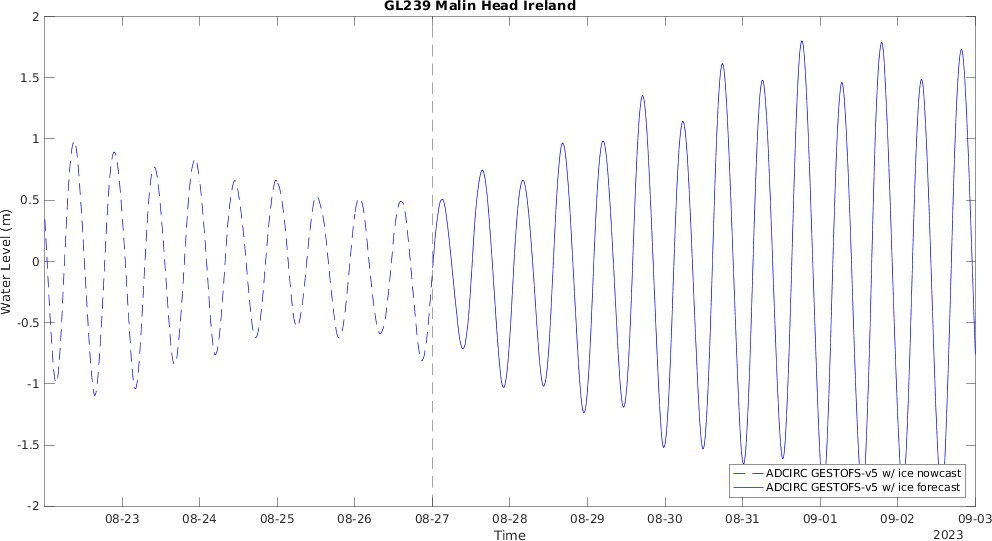 GL239 Malin Head Ireland
2
1.5
1
0.5
0
-0.5
-1
-1.5
-2
Water Level (m)
ADCIRC GESTOFS-v5 w/ ice nowcast
ADCIRC GESTOFS-v5 w/ ice forecast
08-23 08-24 08-25 08-26 08-27 08-28 08-29 08-30 08-31 09-01 09-02 09-03
Time
2023